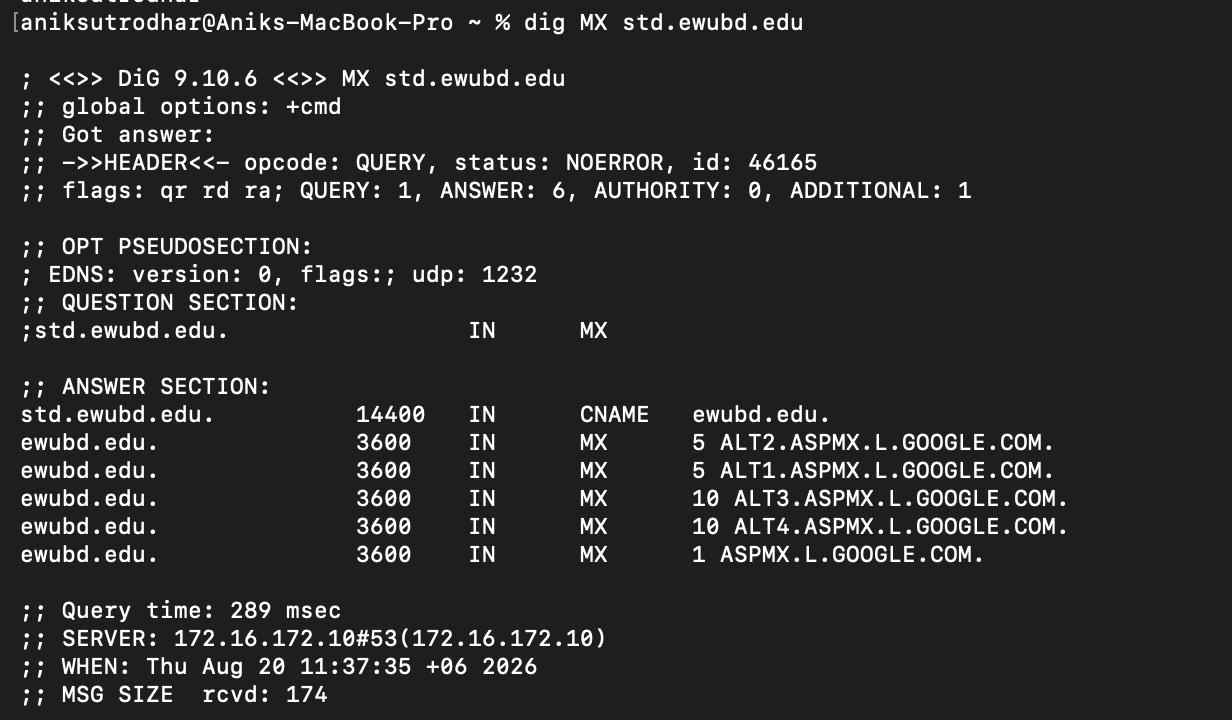 [aniksutrodhar@Aniks-MacBook-Pro ~ % dig MX std.ewubd.edu
; <<>> DiG 9.10.6 <<>> MX std.ewubd.edu
;; global options: +cmd
;; Got answer:
;; ->>HEADER<<- opcode: QUERY, status: NOERROR, id: 46165
;; flags: qr rd ra; QUERY: 1, ANSWER: 6, AUTHORITY: 0, ADDITIONAL: 1
;; OPT PSEUDOSECTION:
; EDNS: version: 0, flags:; udp: 1232
;; QUESTION SECTION:
;std.ewubd.edu. IN MX
;; ANSWER SECTION:
std.ewubd.edu. 14400 IN CNAME ewubd.edu.
ewubd.edu. 3600 IN MX 5 ALT2.ASPMX.L.GOOGLE.COM.
ewubd.edu. 3600 IN MX 5 ALT1.ASPMX.L.GOOGLE.COM.
ewubd.edu. 3600 IN MX 10 ALT3.ASPMX.L.GOOGLE.COM.
ewubd.edu. 3600 IN MX 10 ALT4.ASPMX.L.GOOGLE.COM.
ewubd.edu. 3600 IN MX 1 ASPMX.L.GOOGLE.COM.
;; Query time: 289 msec
;; SERVER: 172.16.172.10#53(172.16.172.10)
;; WHEN: Thu Aug 20 11:37:35 +06 2026
;; MSG SIZE rcvd: 174